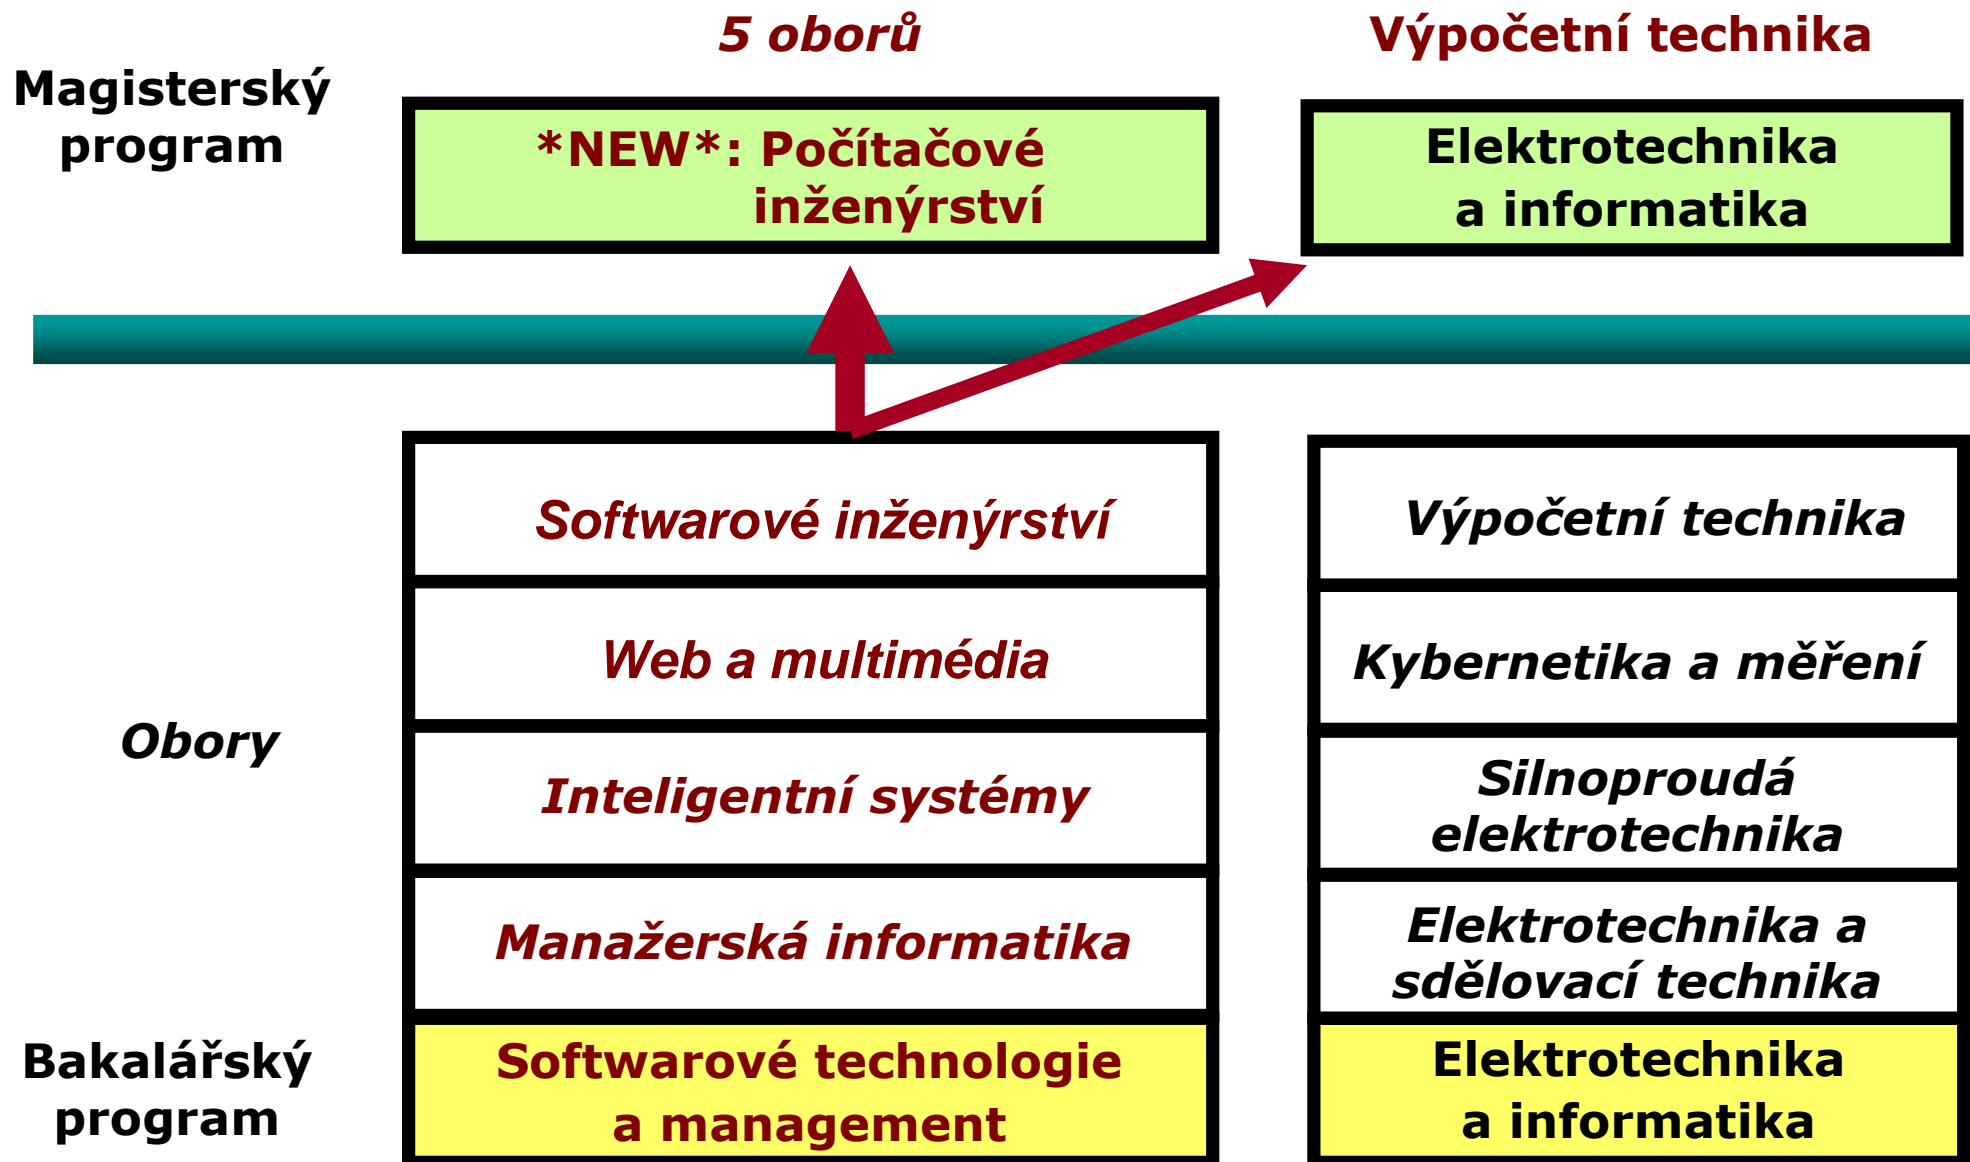 5 oborů
Výpočetní technika
Magisterský
program
*NEW*: Počítačové
inženýrství
Elektrotechnika
a informatika
Softwarové inženýrství
Výpočetní technika
Web a multimédia
Kybernetika a měření
Obory
Inteligentní systémy
Silnoproudá
elektrotechnika
Manažerská informatika
Elektrotechnika a
sdělovací technika
Bakalářský
program
Softwarové technologie
a management
Elektrotechnika
a informatika